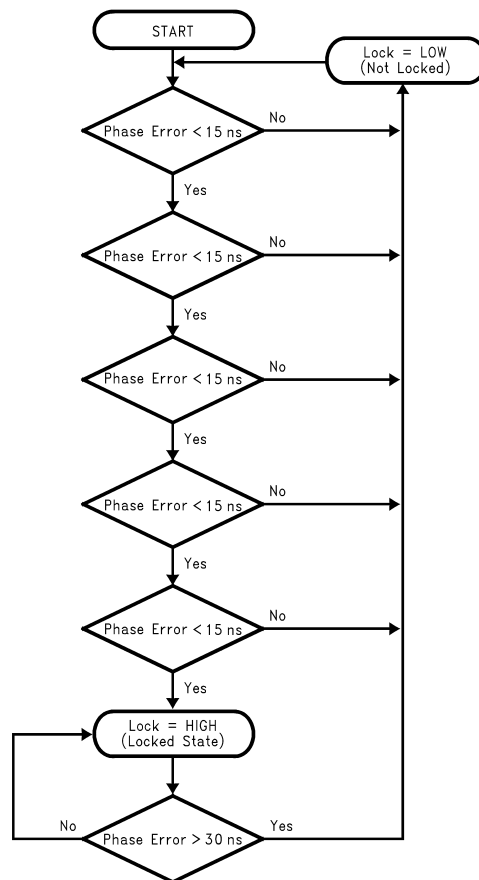 START
Lock = LOW
(Not Locked)
Phase Error < 15 ns
No
Yes
Phase Error < 15 ns
No
Yes
Phase Error < 15 ns
No
Yes
Phase Error < 15 ns
No
Yes
Phase Error < 15 ns
No
Yes
Lock = HIGH
(Locked State)
No
Phase Error > 30 ns
Yes